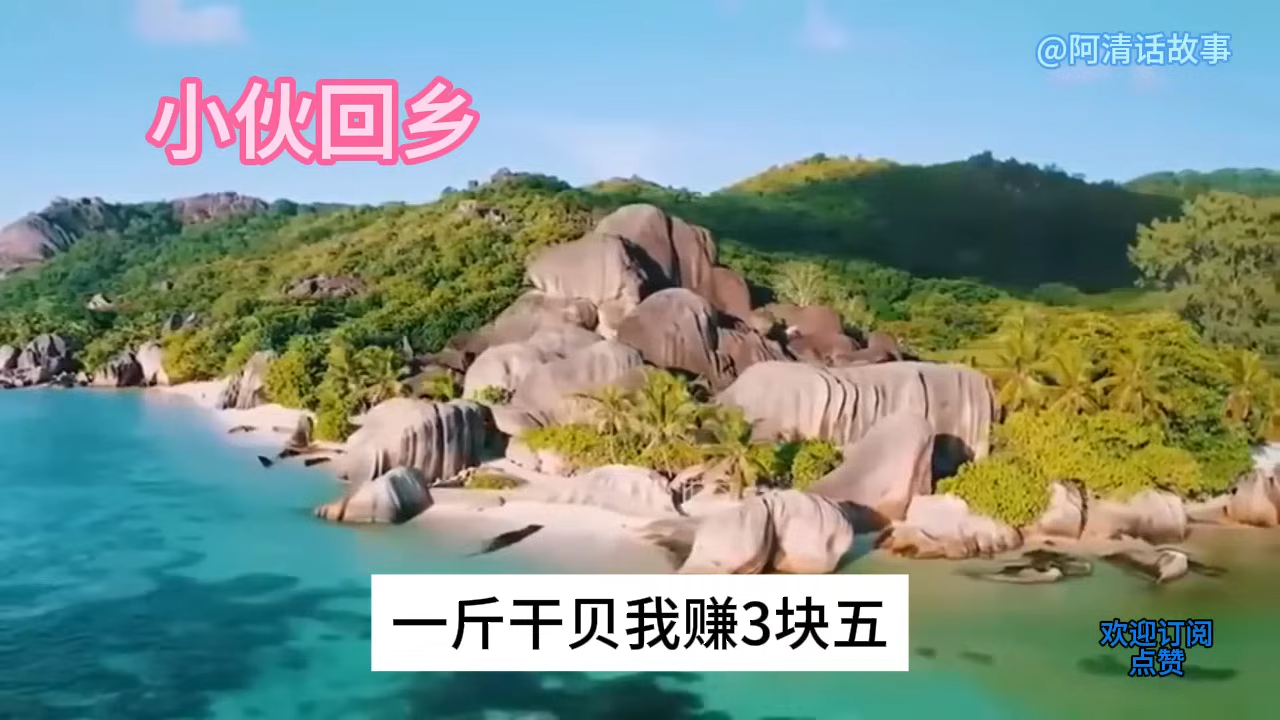 @阿清话故事
小伙回乡
一斤干贝我赚3块五
欢迎订阅
点赞